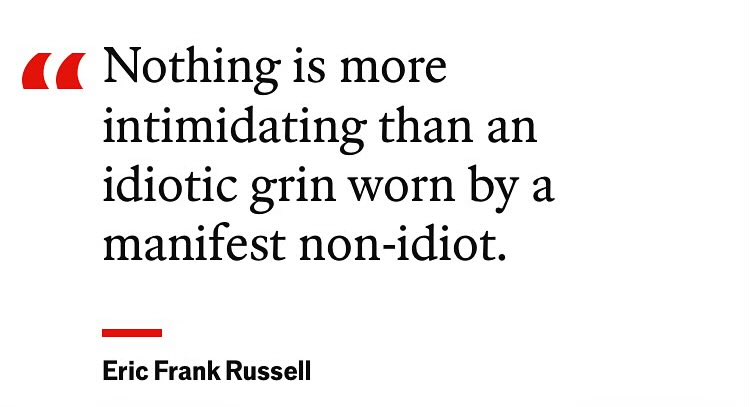 “Nothing is more
intimidating than an
idiotic grin worn by a
manifest non-idiot.
Eric Frank Russell